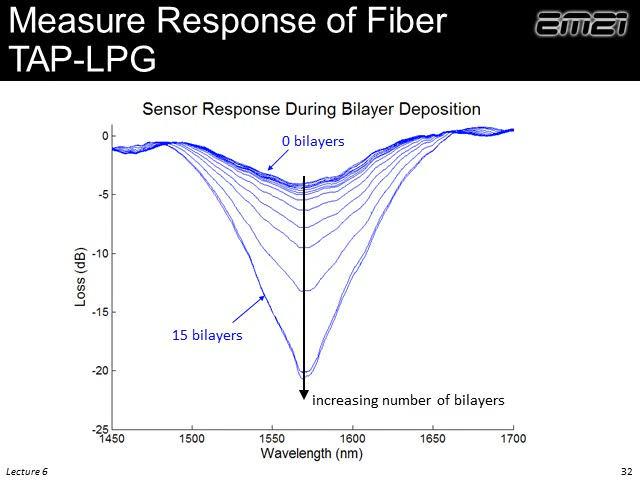 Measure Response of Fiber
TAP-LPG
EM21
Sensor Response During Bilayer Deposition
0
-5
-10
-15
-20
-25
Loss (dB)
0 bilayers
15 bilayers
increasing number of bilayers
1450 1500 1550 1600 1650 1700
Wavelength (nm)
Lecture 6
32